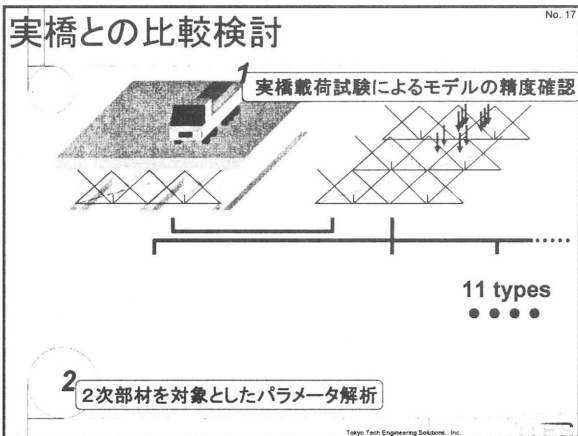 No. 17
実橋との比較検討
1
実橋載荷試験によるモデルの精度確認
11 types
2
2次部材を対象としたパラメータ解析
Tokyo Tech Engineering Solutions., Inc.